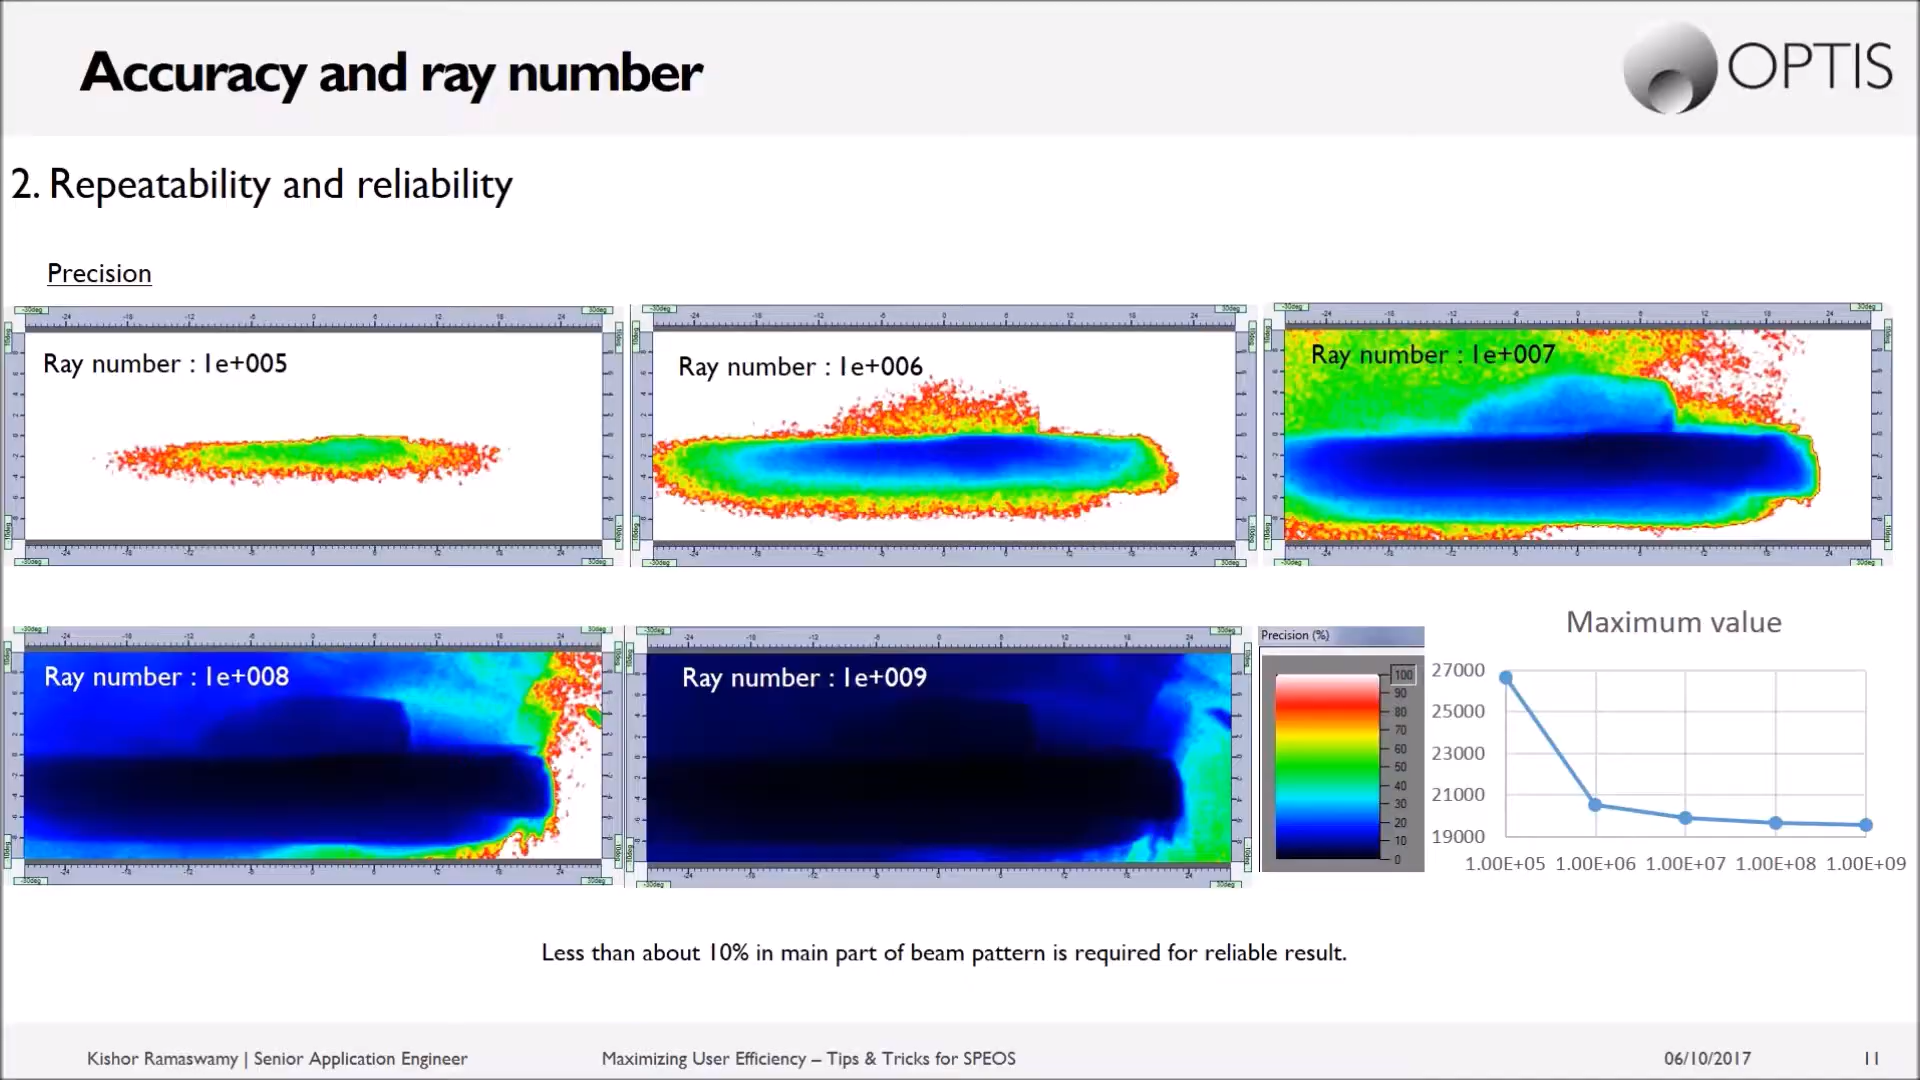 Accuracy and ray number
OPTIS
2. Repeatability and reliability
Precision
Ray number : 1e+005
Ray number : 1e+006
Ray number : 1e+007
Ray number : 1e+008
Ray number : 1e+009
Precision (%)
100
90
80
70
60
50
40
30
20
10
0
Maximum value
27000
25000
23000
21000
19000
1.00E+05 1.00E+06 1.00E+07 1.00E+08 1.00E+09
Less than about 10% in main part of beam pattern is required for reliable result.
Kishor Ramaswamy | Senior Application Engineer
Maximizing User Efficiency – Tips & Tricks for SPEOS
06/10/2017
11